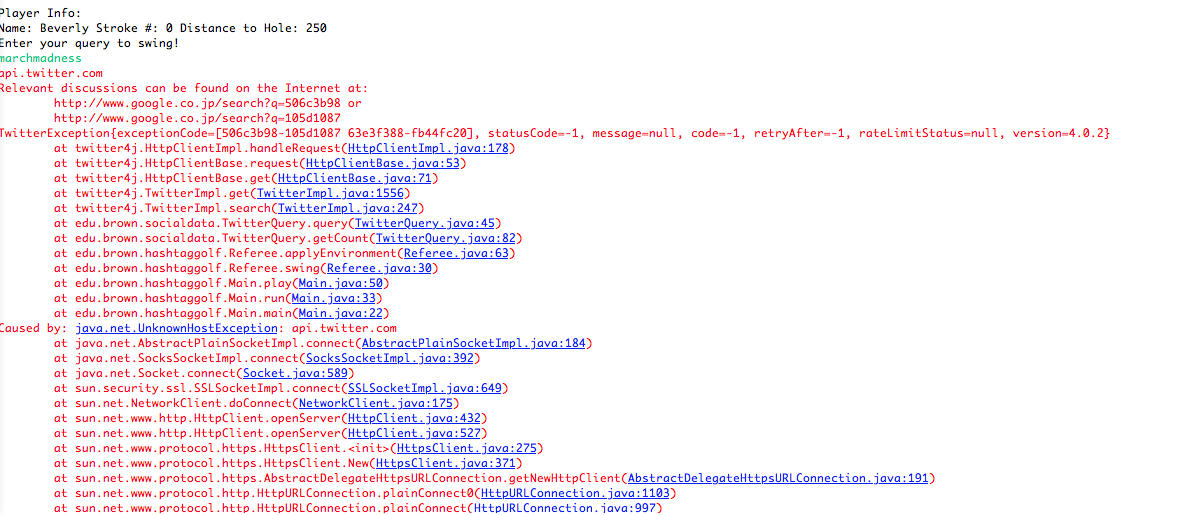 Player Info:
Name: Beverly Stroke #: 0 Distance to Hole: 250
Enter your query to swing!
marchmadness
api.twitter.com
Relevant discussions can be found on the Internet at:
http://www.google.co.jp/search?q=506c3b98 or
http://www.google.co.jp/search?q=105d1087
TwitterException{exceptionCode=[506c3b98-105d1087 63e3f388-fb44fc20], statusCode=-1, message=null, code=-1, retryAfter=-1, rateLimitStatus=null, version=4.0.2}
at twitter4j.HttpClientImpl.handleRequest(HttpClientImpl.java:178)
at twitter4j.HttpClientBase.request(HttpClientBase.java:53)
at twitter4j.HttpClientBase.get(HttpClientBase.java:71)
at twitter4j.TwitterImpl.get(TwitterImpl.java:1556)
at twitter4j.TwitterImpl.search(TwitterImpl.java:247)
at edu.brown.socialdata.TwitterQuery.query(TwitterQuery.java:45)
at edu.brown.socialdata.TwitterQuery.getCount(TwitterQuery.java:82)
at edu.brown.hashtaggolf.Referee.applyEnvironment(Referee.java:63)
at edu.brown.hashtaggolf.Referee.swing(Referee.java:30)
at edu.brown.hashtaggolf.Main.play(Main.java:50)
at edu.brown.hashtaggolf.Main.run(Main.java:33)
at edu.brown.hashtaggolf.Main.main(Main.java:22)
Caused by: java.net.UnknownHostException: api.twitter.com
at java.net.AbstractPlainSocketImpl.connect(AbstractPlainSocketImpl.java:184)
at java.net.SocksSocketImpl.connect(SocksSocketImpl.java:392)
at java.net.Socket.connect(Socket.java:589)
at sun.security.ssl.SSLSocketImpl.connect(SSLSocketImpl.java:649)
at sun.net.NetworkClient.doConnect(NetworkClient.java:175)
at sun.net.www.http.HttpClient.openServer(HttpClient.java:432)
at sun.net.www.http.HttpClient.openServer(HttpClient.java:527)
at sun.net.www.protocol.https.HttpsClient.<init>(HttpsClient.java:275)
at sun.net.www.protocol.https.HttpsClient.New(HttpsClient.java:371)
at sun.net.www.protocol.https.AbstractDelegateHttpsURLConnection.getNewHttpClient(AbstractDelegateHttpsURLConnection.java:191)
at sun.net.www.protocol.http.HttpURLConnection.plainConnect0(HttpURLConnection.java:1103)
at sun.net.www.protocol.http.HttpURLConnection.plainConnect(HttpURLConnection.java:997)